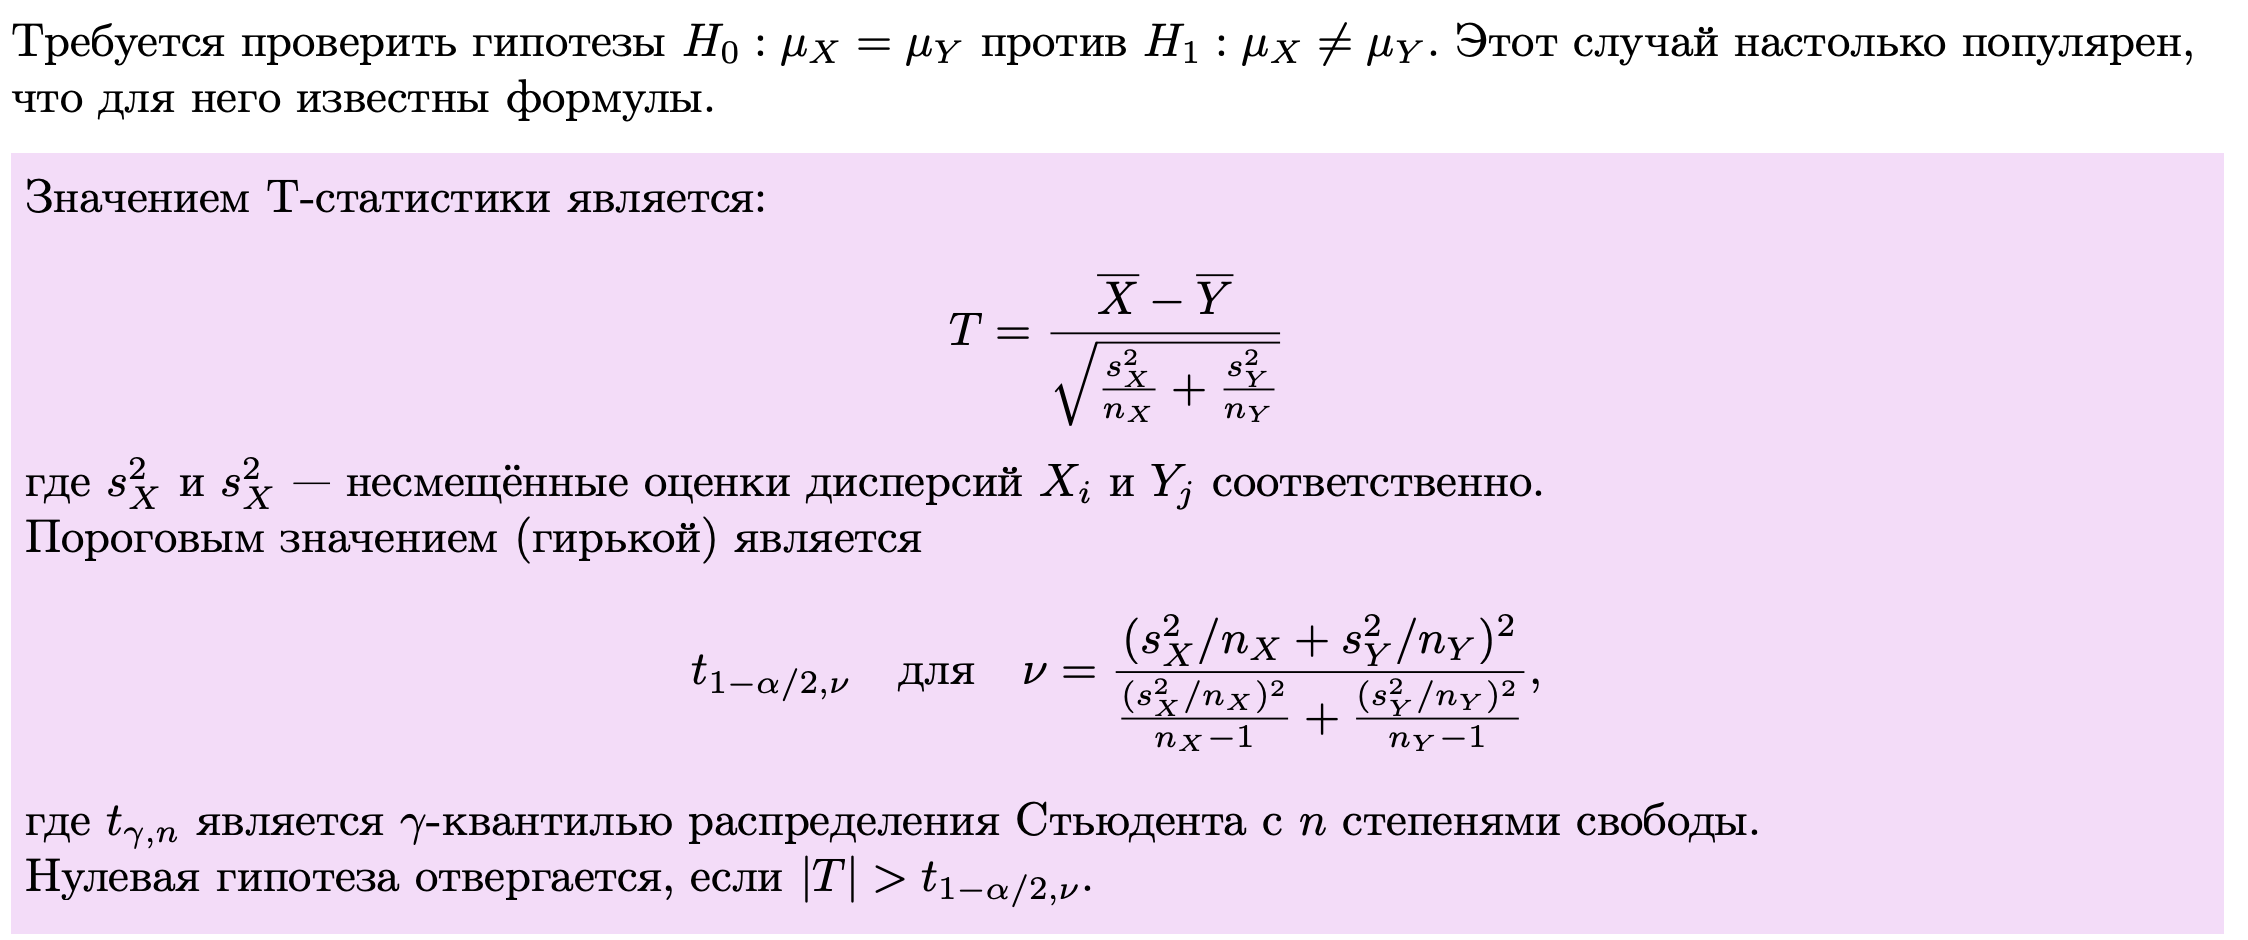 Требуется проверить гипотезы $H_0 : \mu_X = \mu_Y$ против $H_1 : \mu_X \neq \mu_Y$. Этот случай настолько популярен,
что для него известны формулы.
Значением Т-статистики является:
$T = \frac{\overline{X} - \overline{Y}}{\sqrt{\frac{s_X^2}{n_X} + \frac{s_Y^2}{n_Y}}}$
где $s_X^2$ и $s_X^2$ — несмещённые оценки дисперсий $X_i$ и $Y_j$ соответственно.
Пороговым значением (гирькой) является
$t_{1-\alpha/2,\nu}$ для $\nu = \frac{(s_X^2/n_X + s_Y^2/n_Y)^2}{\frac{(s_X^2/n_X)^2}{n_X-1} + \frac{(s_Y^2/n_Y)^2}{n_Y-1}},$
где $t_{\gamma,n}$ является $\gamma$-квантилью распределения Стьюдента с $n$ степенями свободы.
Нулевая гипотеза отвергается, если $|T| > t_{1-\alpha/2,\nu}$.